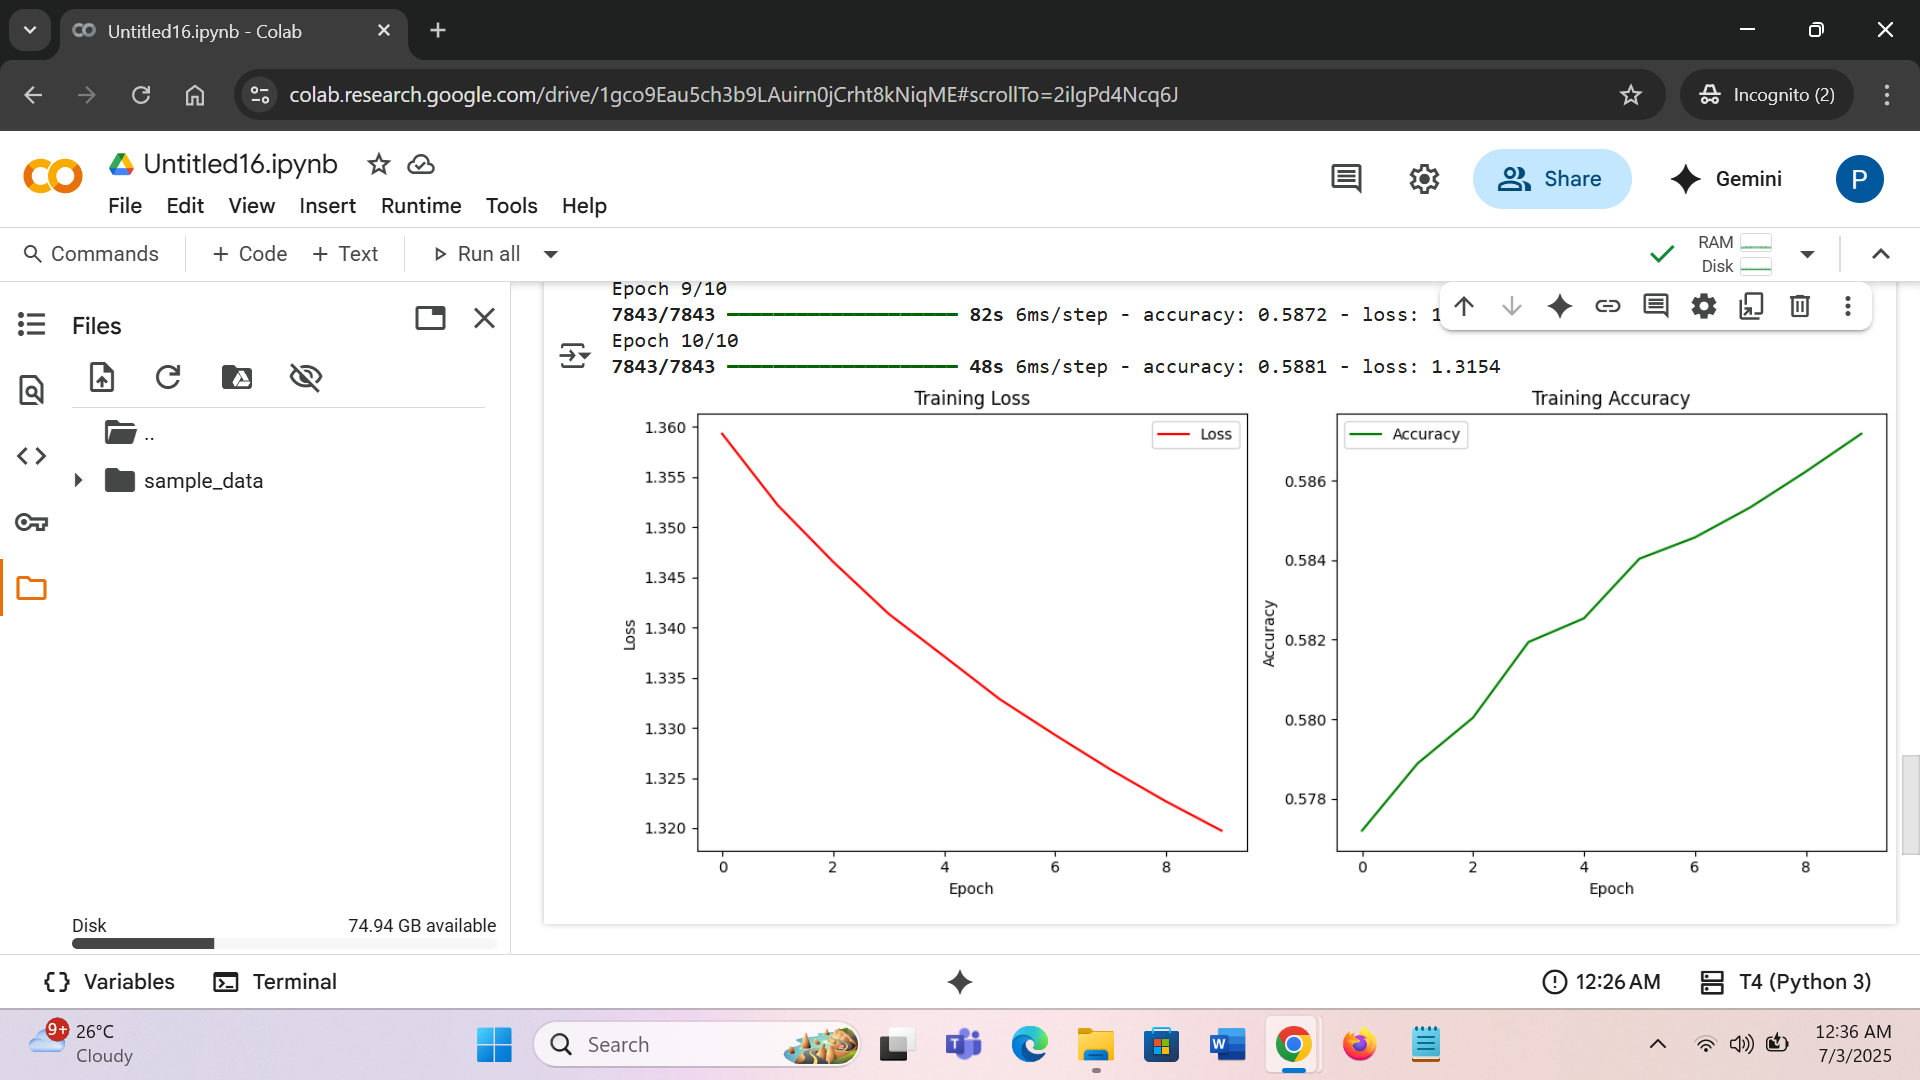 Untitled16.ipynb - Colab
colab.research.google.com/drive/1gco9Eau5ch3b9LAuirn0jCrht8kNiqME#scrollTo=2ilgPd4Ncq6J
Incognito (2)
Untitled16.ipynb
File Edit View Insert Runtime Tools Help
Share
Gemini
P
Commands
+ Code + Text
Run all
RAM
Disk
Files
..
sample_data
Disk 74.94 GB available
Epoch 9/10
7843/7843 82s 6ms/step - accuracy: 0.5872 - loss: 1
Epoch 10/10
7843/7843 48s 6ms/step - accuracy: 0.5881 - loss: 1.3154
Training Loss
Loss
1.360
1.355
1.350
1.345
1.340
1.335
1.330
1.325
1.320
Loss
0 2 4 6 8
Epoch
Training Accuracy
Accuracy
0.586
0.584
0.582
0.580
0.578
Accuracy
0 2 4 6 8
Epoch
Variables Terminal
12:26 AM
T4 (Python 3)
9+
26°C
Cloudy
Search
12:36 AM
7/3/2025